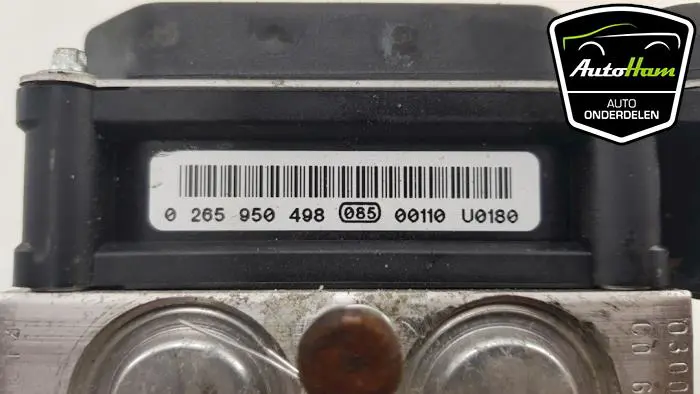 AutoHam
AUTO
ONDERDELEN
0 265 950 498 085 00110 U0180